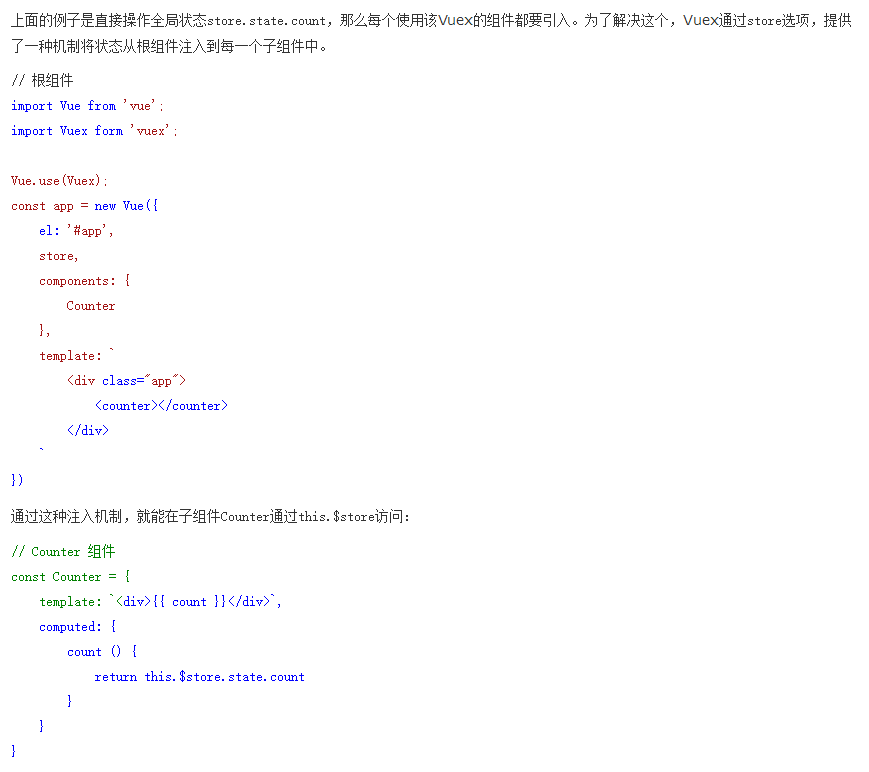 上面的例子是直接操作全局状态store.state.count，那么每个使用该Vuex的组件都要引入。为了解决这个，Vuex通过store选项，提供
了一种机制将状态从根组件注入到每一个子组件中。
// 根组件
import Vue from 'vue';
import Vuex form 'vuex';
Vue.use(Vuex);
const app = new Vue({
    el: '#app',
    store,
    components: {
        Counter
    },
    template: `
        <div class="app">
            <counter></counter>
        </div>
    `
})
通过这种注入机制，就能在子组件Counter通过this.$store访问：
// Counter 组件
const Counter = {
    template: `<div>{{ count }}</div>`,
    computed: {
        count () {
            return this.$store.state.count
        }
    }
}